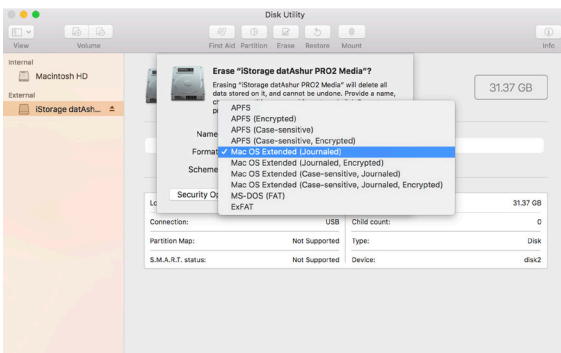 Disk Utility
View
Volume
First Aid
Partition
Erase
Restore
Mount
Info
Internal
Macintosh HD
External
iStorage datAsh...
Erase “iStorage datAshur PRO2 Media”?
Erasing “iStorage datAshur PRO2 Media” will delete all
data stored on it, and cannot be undone. Provide a name,
31.37 GB
Name
Format
Scheme
APFS
APFS (Encrypted)
APFS (Case-sensitive)
APFS (Case-sensitive, Encrypted)
✓ Mac OS Extended (Journaled)
Mac OS Extended (Journaled, Encrypted)
Mac OS Extended (Case-sensitive, Journaled)
Mac OS Extended (Case-sensitive, Journaled, Encrypted)
MS-DOS (FAT)
ExFAT
Security Op
Lo
31.37 GB
Connection:
USB
Child count:
0
Partition Map:
Not Supported
Type:
Disk
S.M.A.R.T. status:
Not Supported
Device:
disk2